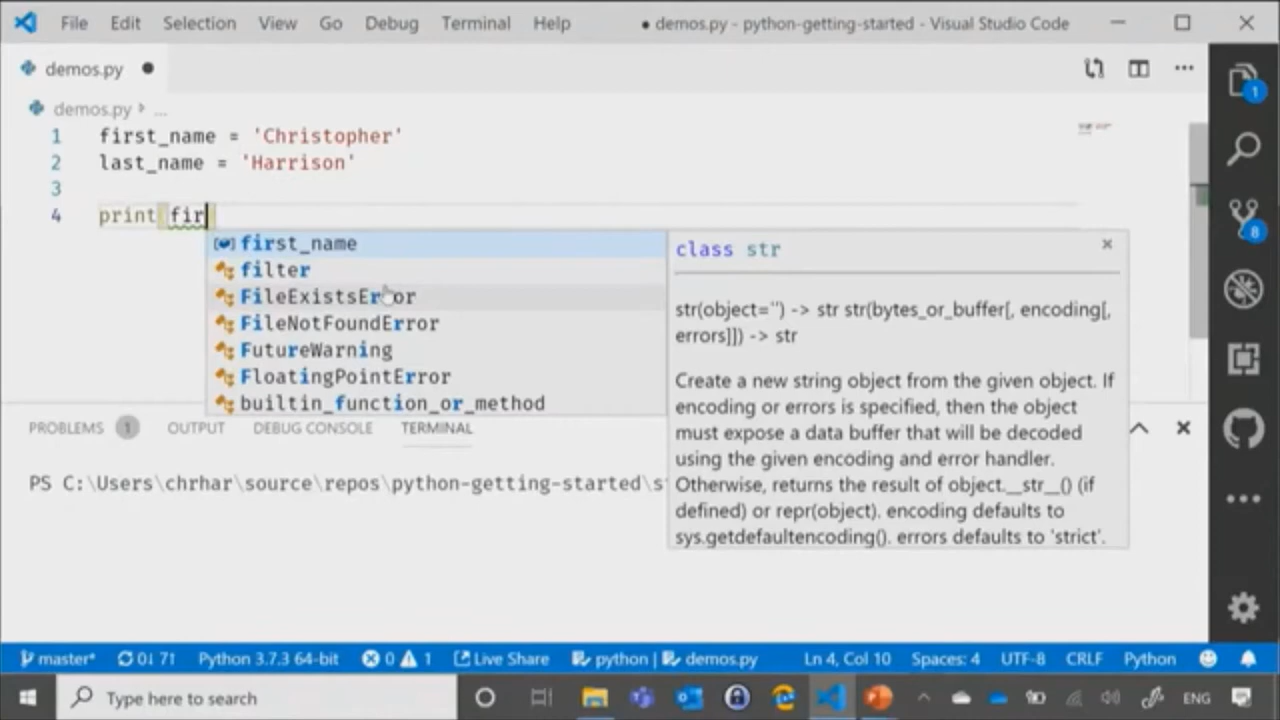 File Edit Selection View Go Debug Terminal Help ● demos.py - python-getting-started - Visual Studio Code
demos.py ●
demos.py › ...
1 first_name = 'Christopher'
2 last_name = 'Harrison'
3
4 print(fir)
first_name
filter
FileExistsError
FileNotFoundError
FutureWarning
FloatingPointError
builtin_function_or_method
class str
str(object='') -> str str(bytes_or_buffer[, encoding[,
errors]]) -> str
Create a new string object from the given object. If
encoding or errors is specified, then the object
must expose a data buffer that will be decoded
using the given encoding and error handler.
Otherwise, returns the result of object.__str__() (if
defined) or repr(object). encoding defaults to
sys.getdefaultencoding(). errors defaults to 'strict'.
1
8
PROBLEMS 1 OUTPUT DEBUG CONSOLE TERMINAL
PS C:\Users\chrhar\source\repos\python-getting-started\s
master* 0↓ 7↑ Python 3.7.3 64-bit 0 1 Live Share python | demos.py Ln 4, Col 10 Spaces: 4 UTF-8 CRLF Python
Type here to search ENG